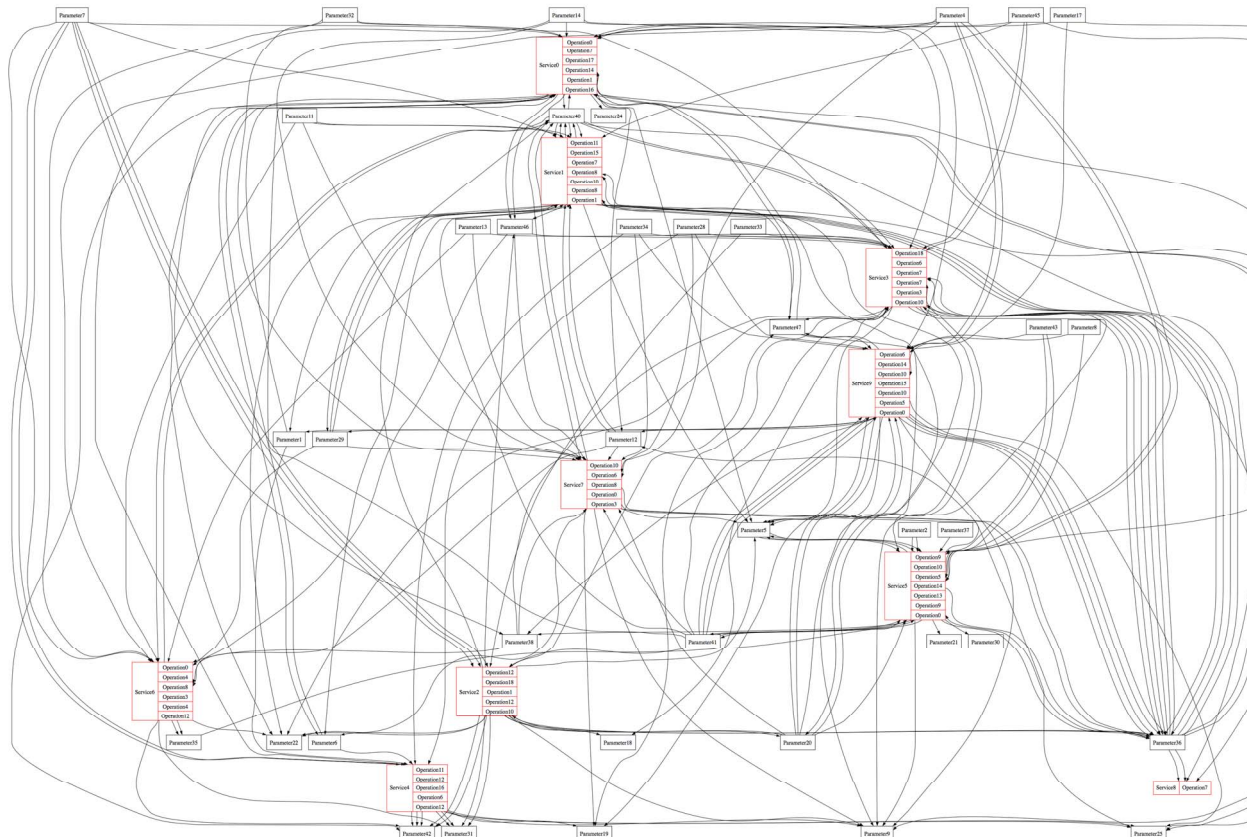 Parameter7
Parameter32
Parameter14
Parameter4
Parameter45
Parameter17
Service0
Operation0
Operation17
Operation14
Operation1
Operation16
Parameter11
Parameter40
Parameter24
Service1
Operation11
Operation15
Operation7
Operation8
Operation10
Operation9
Operation1
Parameter13
Parameter46
Parameter34
Parameter28
Parameter33
Service3
Operation18
Operation6
Operation7
Operation7
Operation3
Operation10
Parameter47
Parameter43
Parameter8
Service9
Operation6
Operation14
Operation10
Operation15
Operation10
Operation5
Operation0
Parameter1
Parameter29
Parameter12
Service7
Operation10
Operation6
Operation8
Operation0
Operation3
Parameter5
Parameter2
Parameter37
Service5
Operation9
Operation10
Operation5
Operation14
Operation13
Operation9
Operation0
Parameter38
Parameter41
Parameter21
Parameter30
Service6
Operation0
Operation4
Operation8
Operation3
Operation4
Operation12
Service2
Operation12
Operation18
Operation1
Operation12
Operation10
Parameter35
Parameter22
Parameter6
Parameter18
Parameter20
Parameter36
Service4
Operation11
Operation12
Operation16
Operation6
Operation12
Service8
Operation7
Parameter42
Parameter31
Parameter19
Parameter9
Parameter25